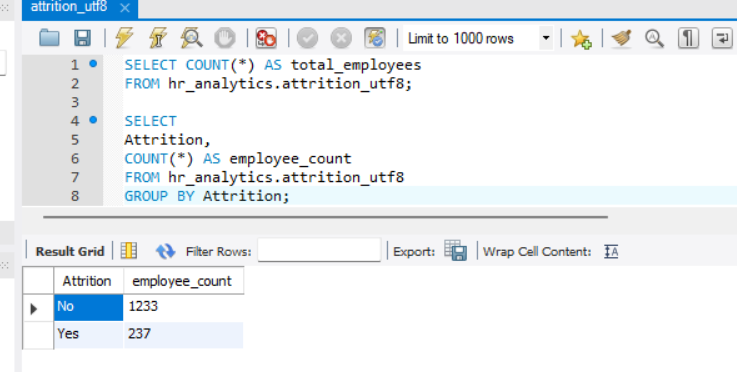 attrition_utf8 ×
Limit to 1000 rows
1 SELECT COUNT(*) AS total_employees
2 FROM hr_analytics.attrition_utf8;
3
4 SELECT
5 Attrition,
6 COUNT(*) AS employee_count
7 FROM hr_analytics.attrition_utf8
8 GROUP BY Attrition;
Result Grid Filter Rows: Export: Wrap Cell Content:
Attrition employee_count
No 1233
Yes 237